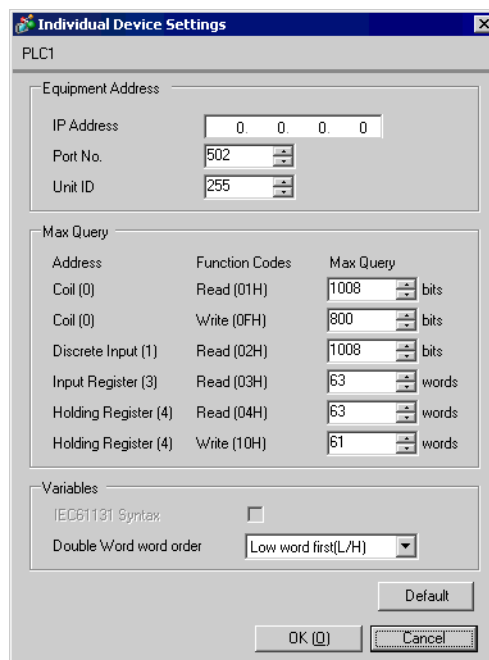 Individual Device Settings
PLC1
Equipment Address
IP Address 0. 0. 0. 0
Port No. 502
Unit ID 255
Max Query
Address Function Codes Max Query
Coil (0) Read (01H) 1008 bits
Coil (0) Write (0FH) 800 bits
Discrete Input (1) Read (02H) 1008 bits
Input Register (3) Read (03H) 63 words
Holding Register (4) Read (04H) 63 words
Holding Register (4) Write (10H) 61 words
Variables
IEC61131 Syntax
Double Word word order Low word first(L/H)
Default
OK (O) Cancel